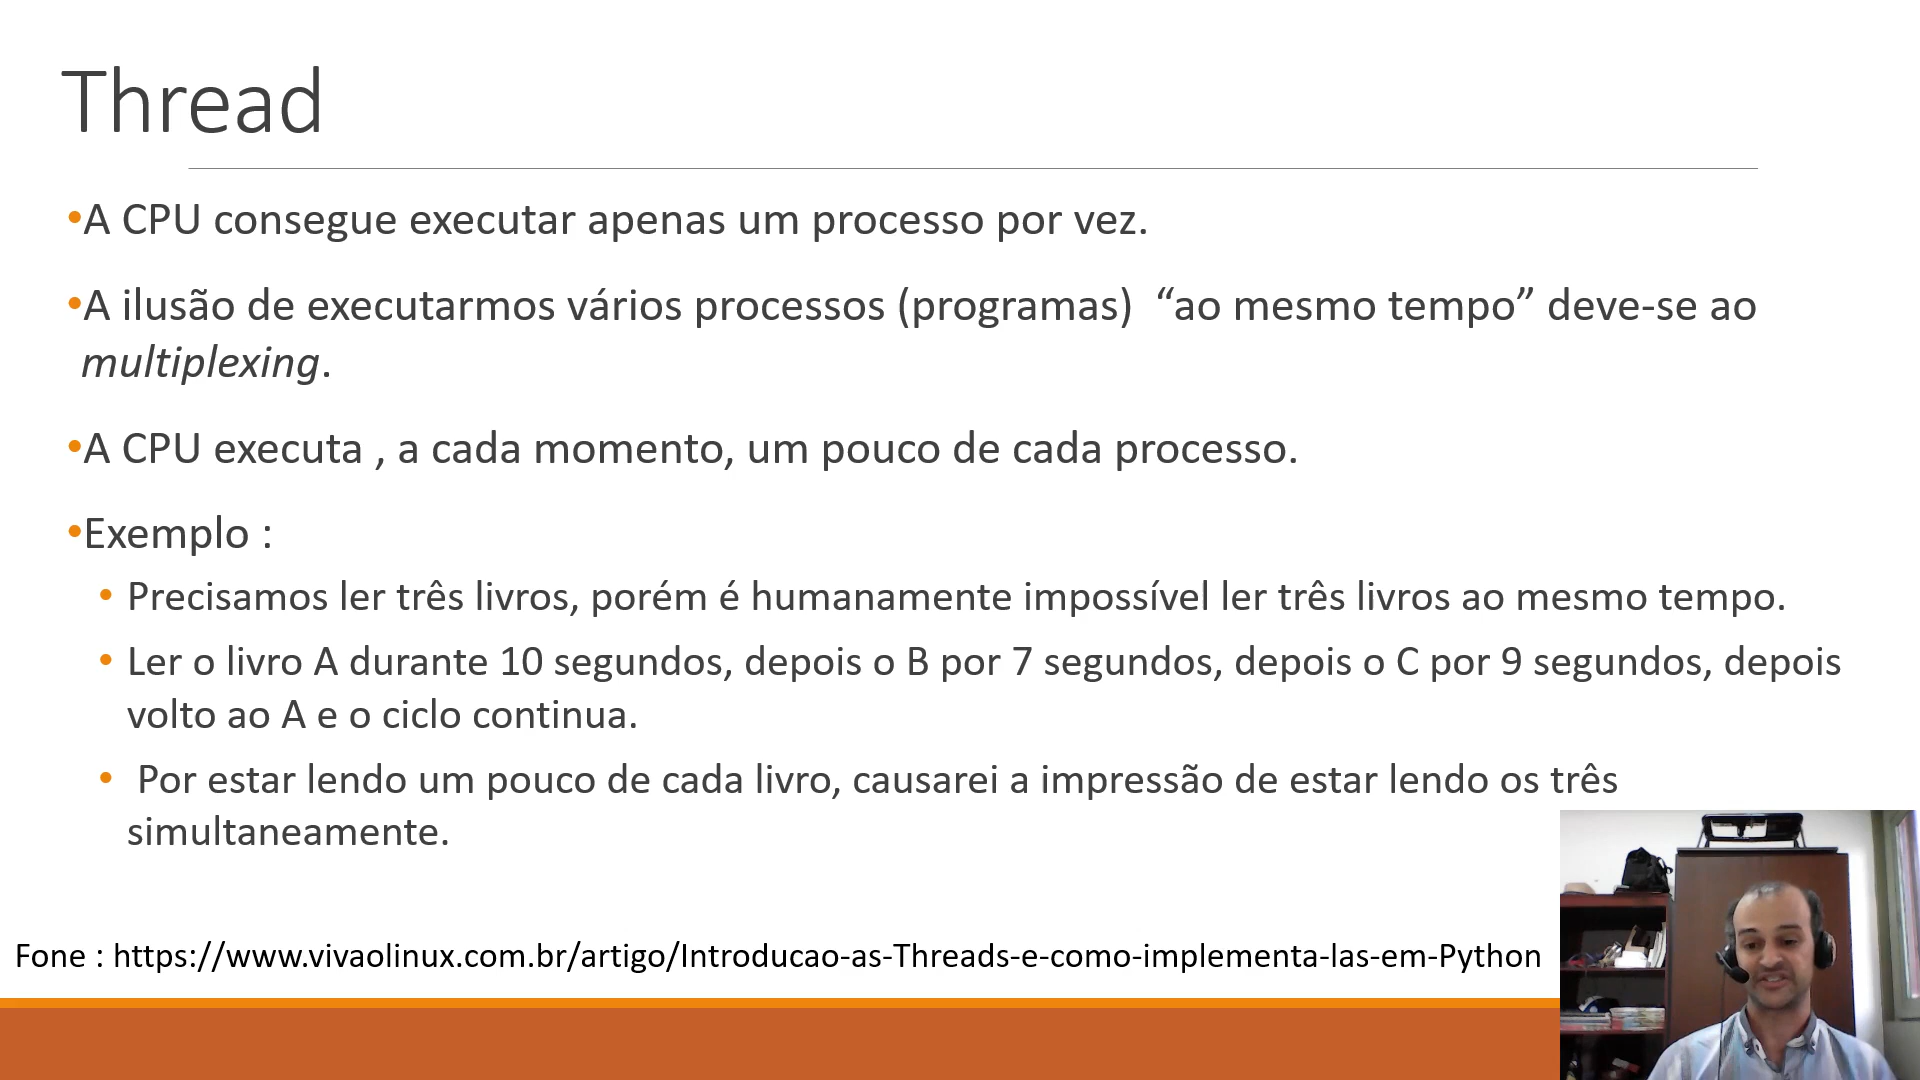 Thread
•A CPU consegue executar apenas um processo por vez.
•A ilusão de executarmos vários processos (programas)  “ao mesmo tempo” deve-se ao
multiplexing.
•A CPU executa , a cada momento, um pouco de cada processo.
•Exemplo :
• Precisamos ler três livros, porém é humanamente impossível ler três livros ao mesmo tempo.
• Ler o livro A durante 10 segundos, depois o B por 7 segundos, depois o C por 9 segundos, depois
volto ao A e o ciclo continua.
• Por estar lendo um pouco de cada livro, causarei a impressão de estar lendo os três
simultaneamente.
Fone : https://www.vivaolinux.com.br/artigo/Introducao-as-Threads-e-como-implementa-las-em-Python